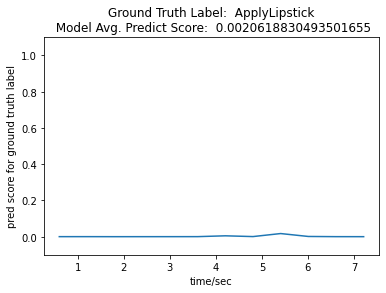 Ground Truth Label:  ApplyLipstick
Model Avg. Predict Score:  0.0020618830493501655
pred score for ground truth label
1.0
0.8
0.6
0.4
0.2
0.0
1 2 3 4 5 6 7
time/sec